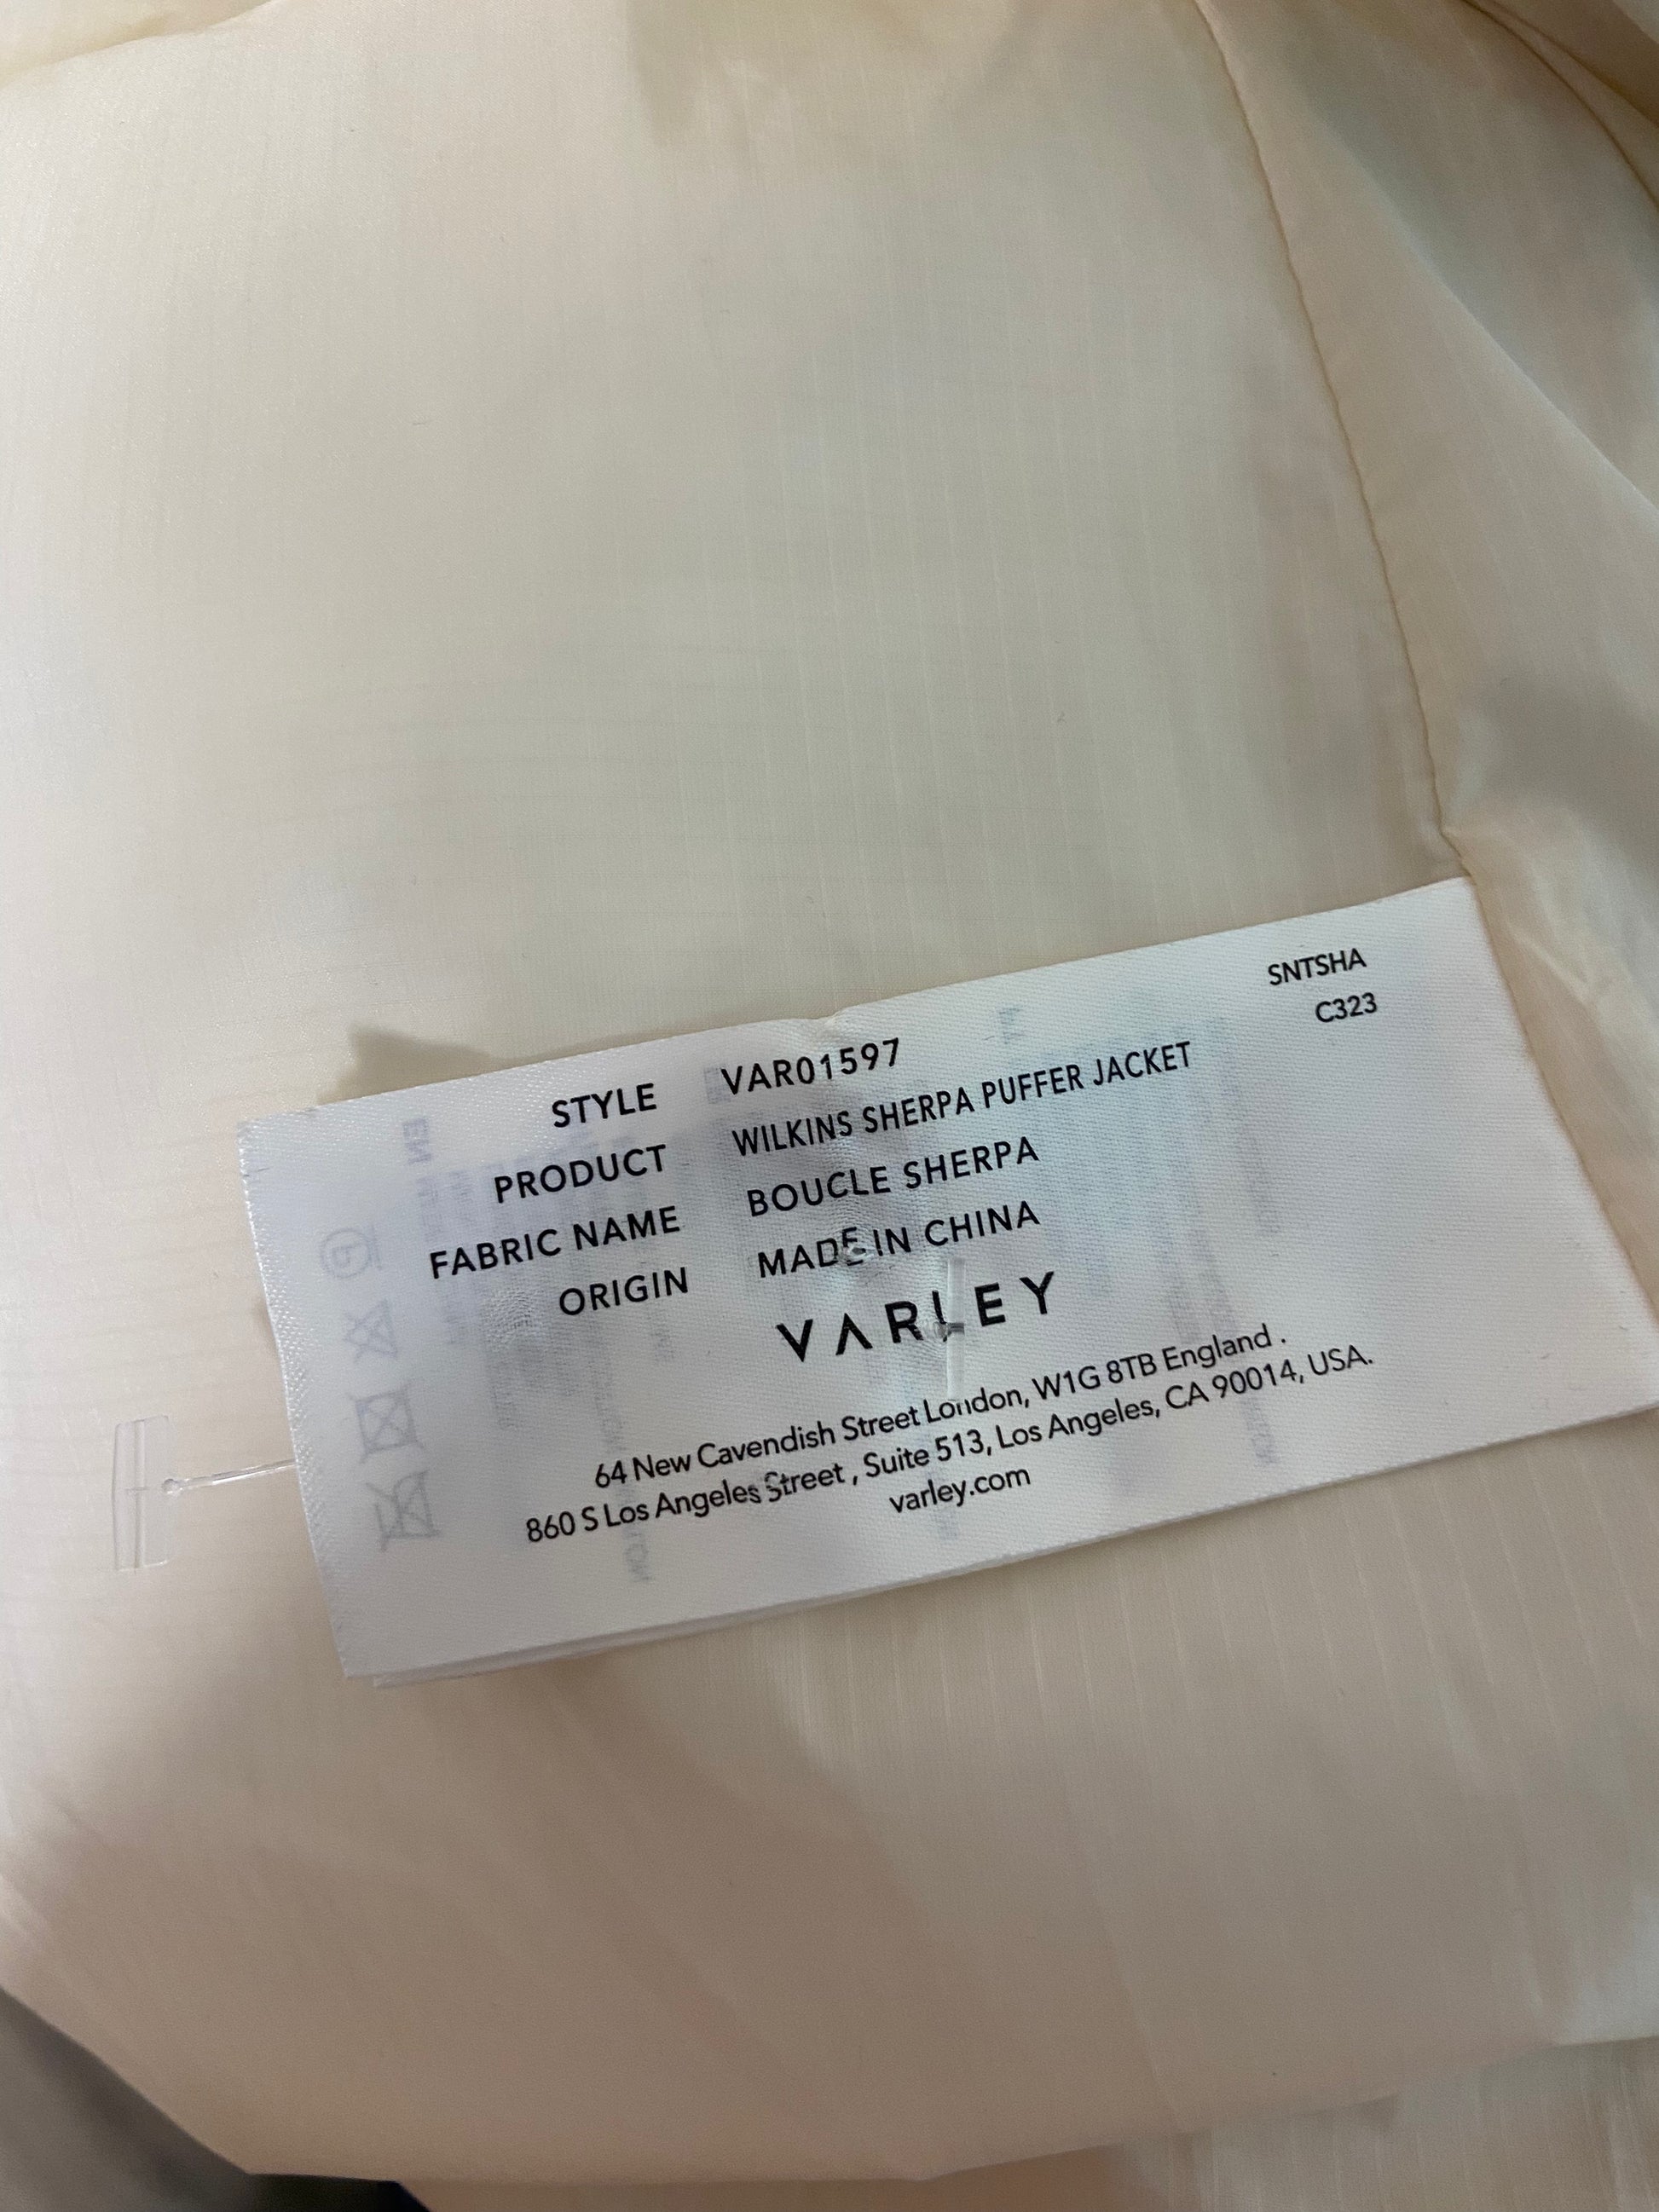 SNTSHA
C323
STYLE VAR01597
PRODUCT WILKINS SHERPA PUFFER JACKET
FABRIC NAME BOUCLE SHERPA
ORIGIN MADE IN CHINA
VARLEY
64 New Cavendish Street London, W1G 8TB England .
860 S Los Angeles Street , Suite 513, Los Angeles, CA 90014, USA.
varley.com